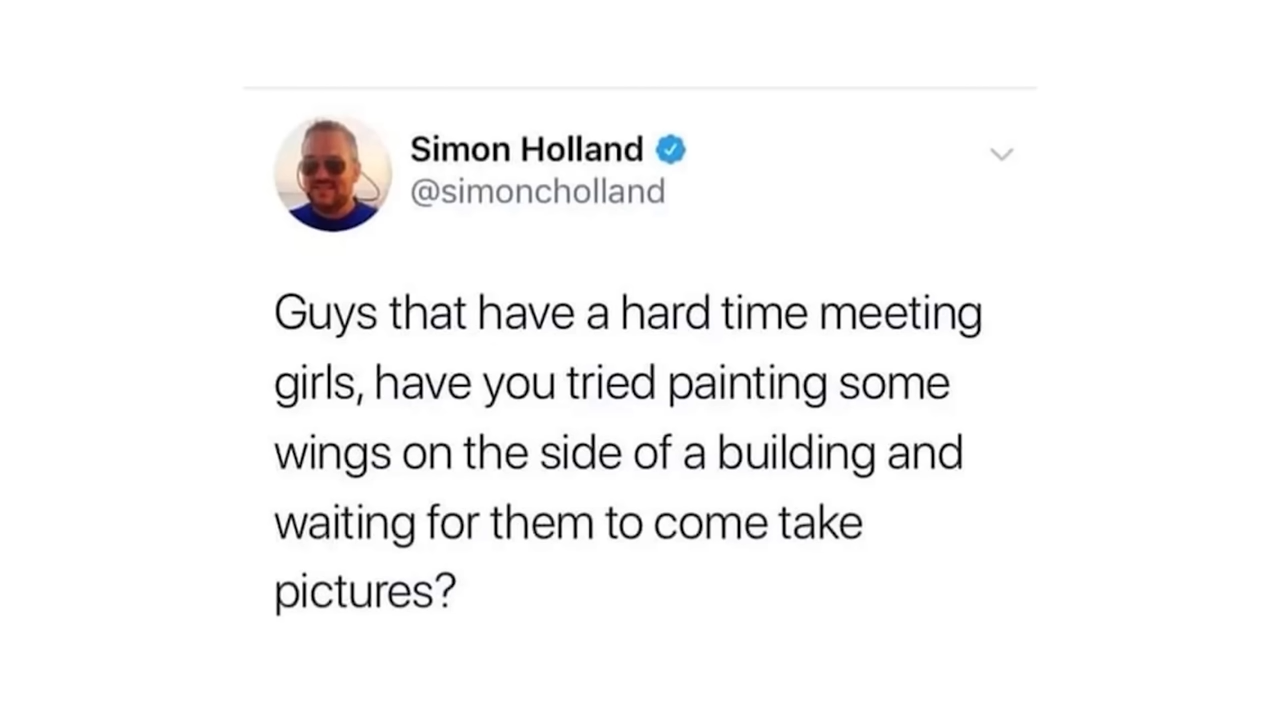 Simon Holland
@simoncholland
Guys that have a hard time meeting
girls, have you tried painting some
wings on the side of a building and
waiting for them to come take
pictures?